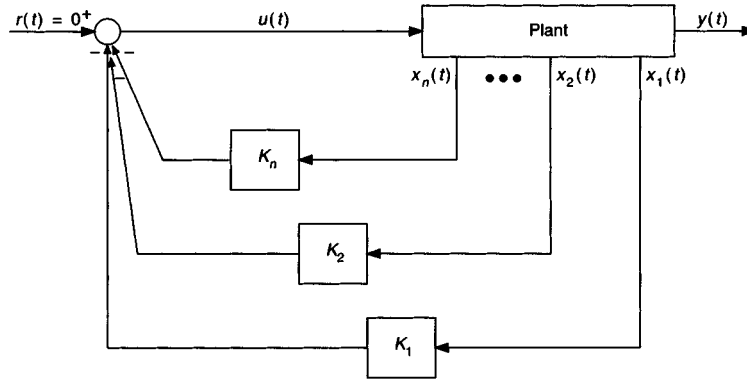 r(t) = 0⁺
u(t)
Plant
y(t)
xₙ(t)
x₂(t)
x₁(t)
Kₙ
K₂
K₁